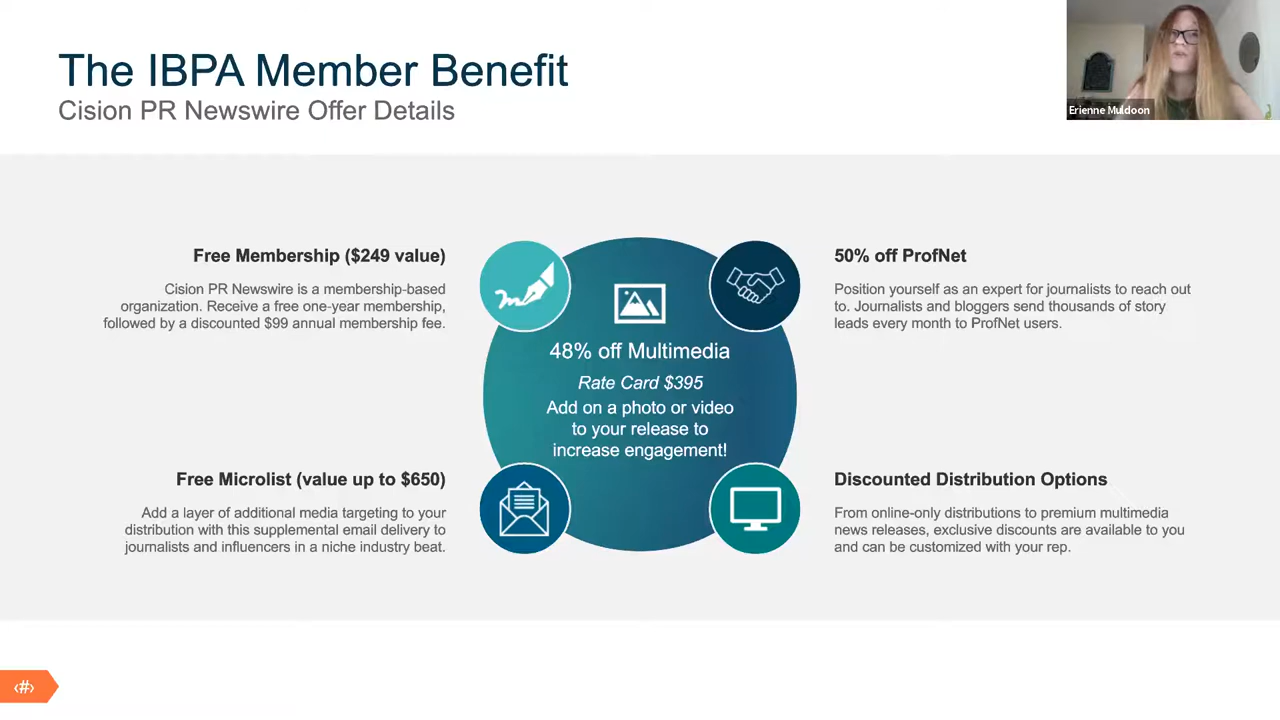 The IBPA Member Benefit
Cision PR Newswire Offer Details
Erienne Muldoon
Free Membership ($249 value)
Cision PR Newswire is a membership-based
organization. Receive a free one-year membership,
followed by a discounted $99 annual membership fee.
48% off Multimedia
Rate Card $395
Add on a photo or video
to your release to
increase engagement!
50% off ProfNet
Position yourself as an expert for journalists to reach out
to. Journalists and bloggers send thousands of story
leads every month to ProfNet users.
Free Microlist (value up to $650)
Add a layer of additional media targeting to your
distribution with this supplemental email delivery to
journalists and influencers in a niche industry beat.
Discounted Distribution Options
From online-only distributions to premium multimedia
news releases, exclusive discounts are available to you
and can be customized with your rep.
‹#›